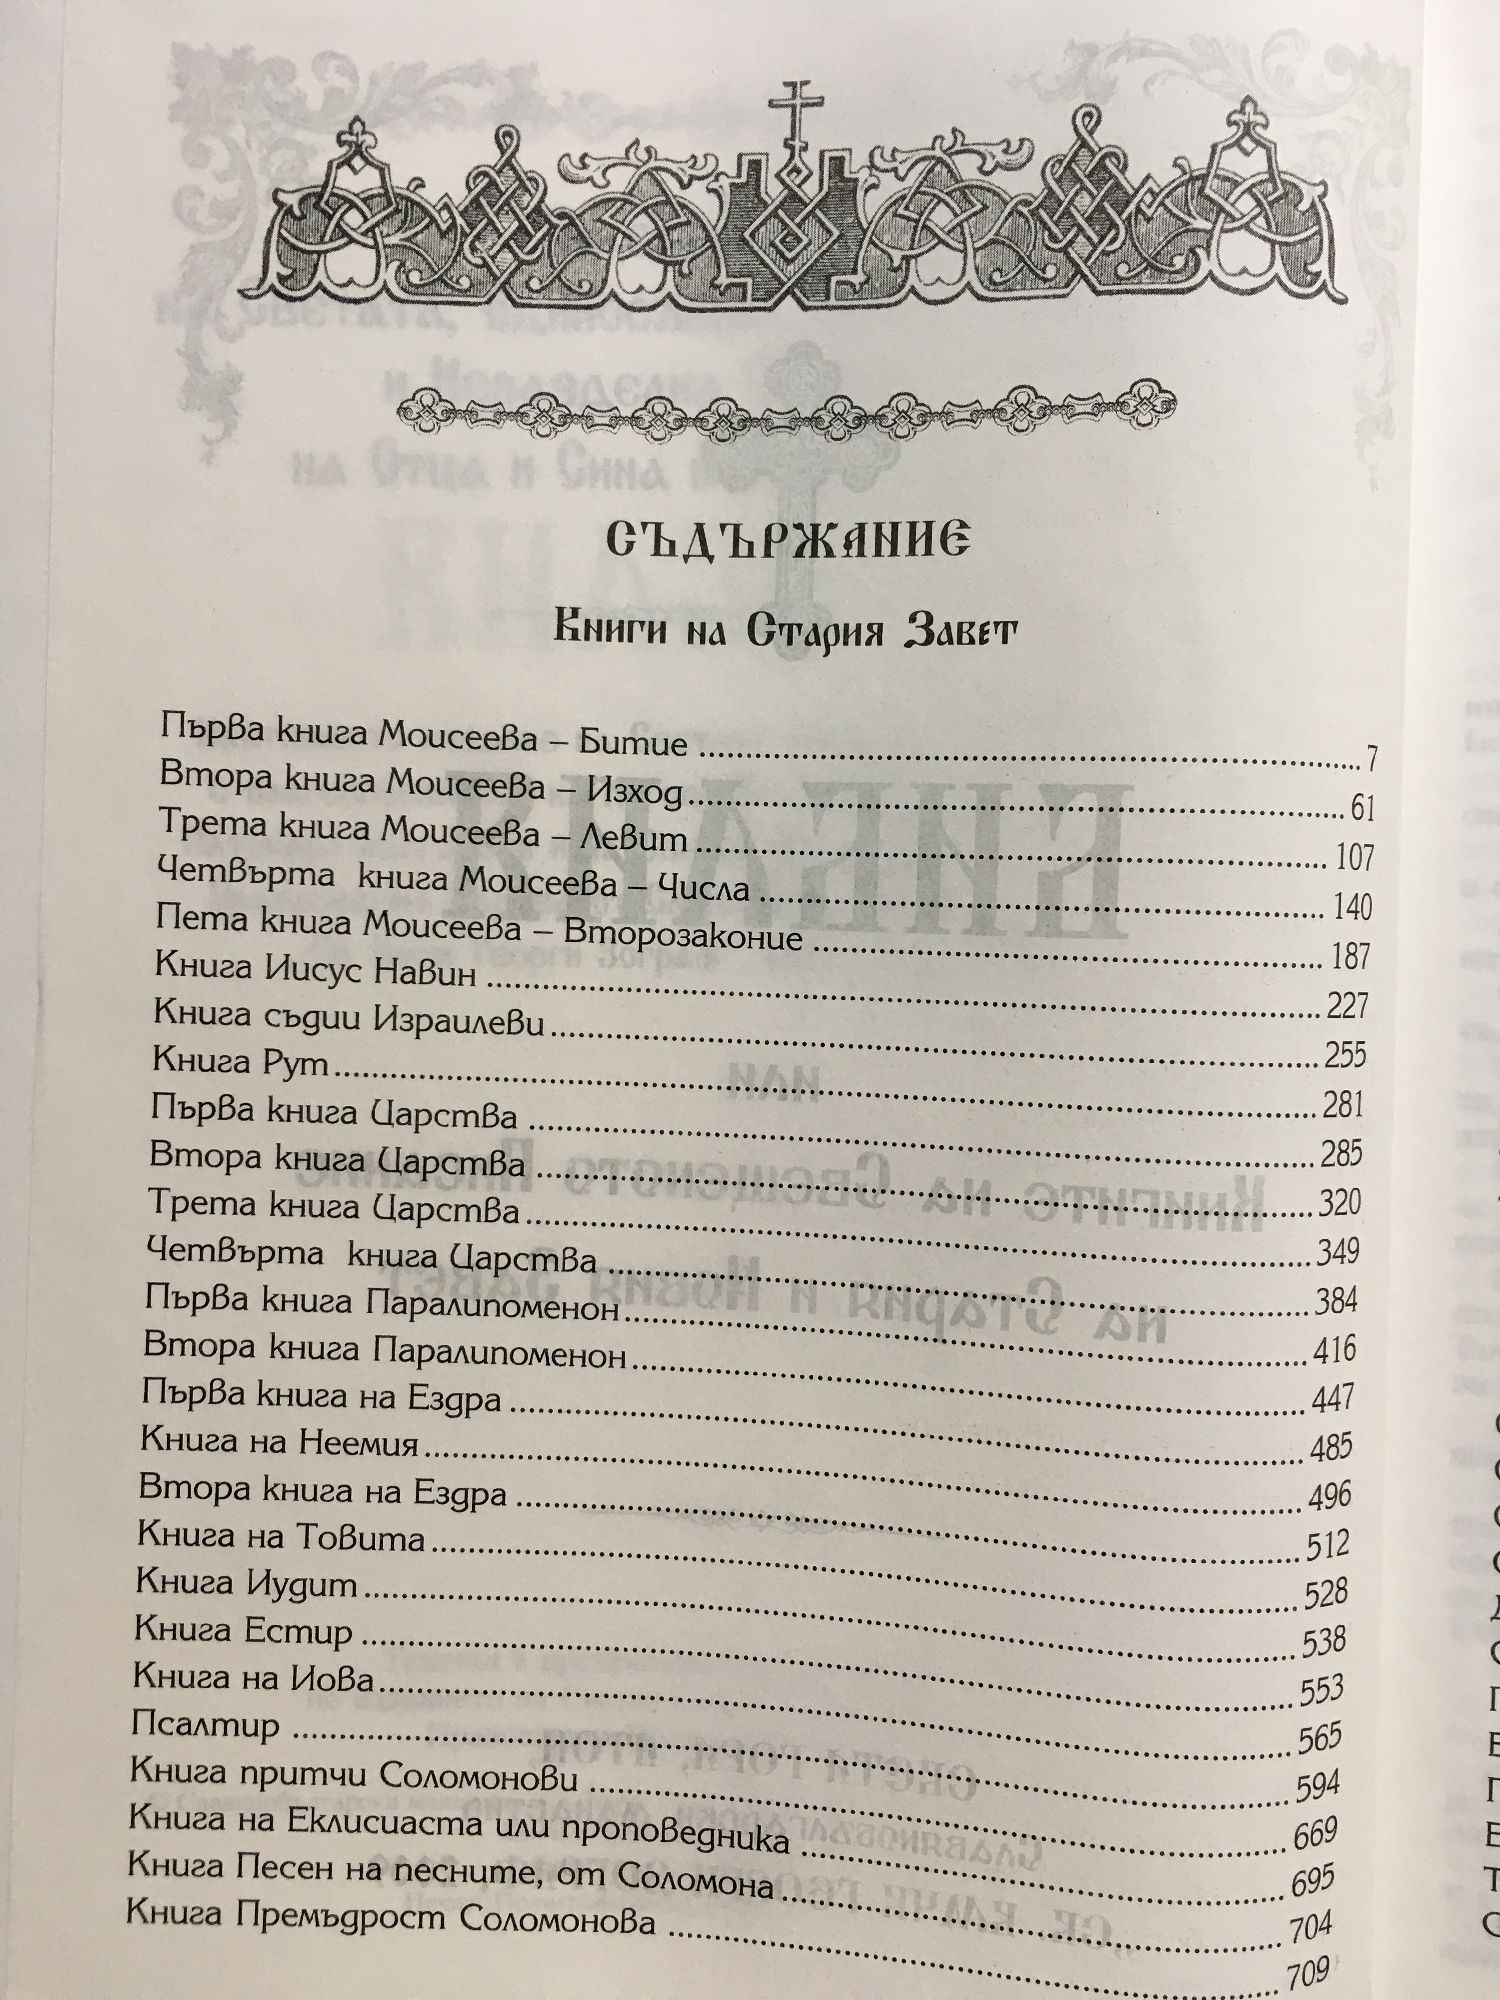 СЪДЪРЖАНИЕ
Книги на Стария Завет
Първа книга Моисеева – Битие ........ 7
Втора книга Моисеева – Изход ........ 61
Трета книга Моисеева – Левит ........ 107
Четвърта книга Моисеева – Числа ........ 140
Пета книга Моисеева – Второзаконие ........ 187
Книга Иисус Навин ........ 227
Книга съдии Израилеви ........ 255
Книга Рут ........ 281
Първа книга Царства ........ 285
Втора книга Царства ........ 320
Трета книга Царства ........ 349
Четвърта книга Царства ........ 384
Първа книга Паралипоменон ........ 416
Втора книга Паралипоменон ........ 447
Първа книга на Ездра ........ 485
Книга на Неемия ........ 496
Втора книга на Ездра ........ 512
Книга на Товита ........ 528
Книга Иудит ........ 538
Книга Естир ........ 553
Книга на Иова ........ 565
Псалтир ........ 594
Книга притчи Соломонови ........ 669
Книга на Еклисиаста или проповедника ........ 695
Книга Песен на песните, от Соломона ........ 704
Книга Премъдрост Соломонова ........ 709